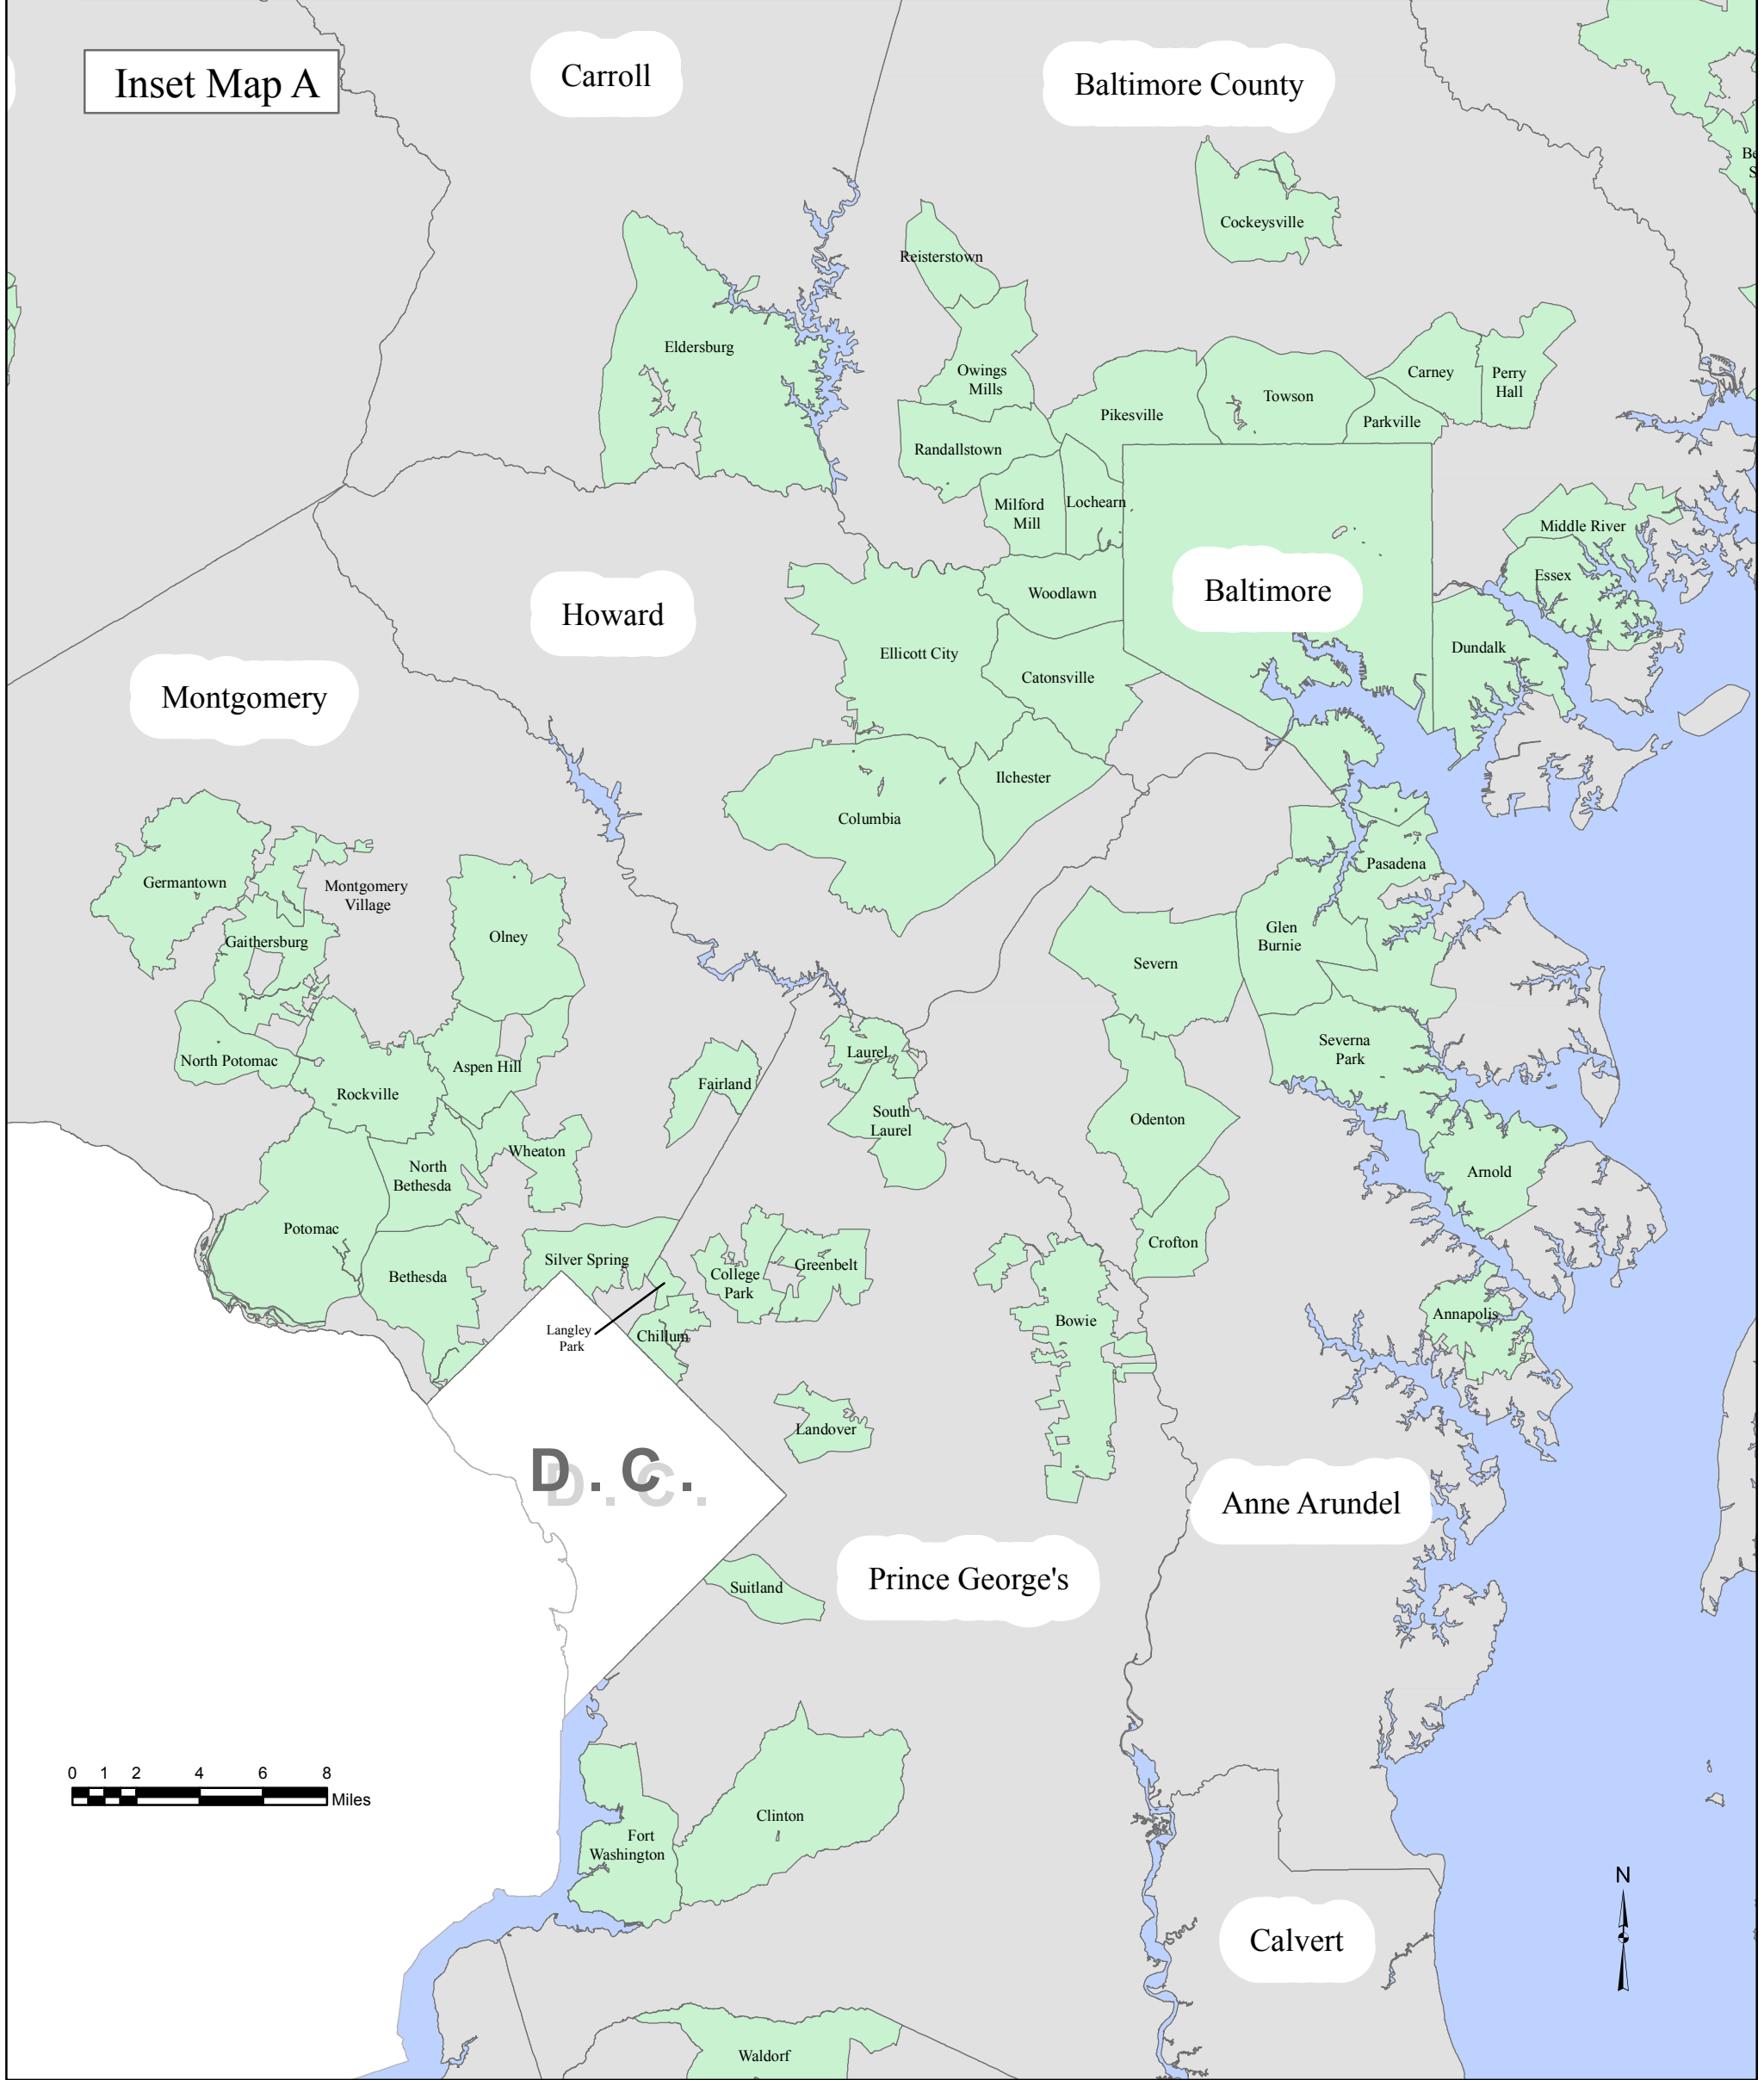 Inset Map A
Carroll
Baltimore County
Be
S
Cockeysville
Reisterstown
Eldersburg
Owings
Mills
Carney
Perry
Hall
Towson
Pikesville
Parkville
Randallstown
Milford
Mill
Lochearn
Middle River
Essex
Howard
Woodlawn
Baltimore
Ellicott City
Catonsville
Dundalk
Montgomery
Ilchester
Columbia
Pasadena
Germantown
Montgomery
Village
Gaithersburg
Olney
Glen
Burnie
Severn
North Potomac
Aspen Hill
Rockville
Laurel
Fairland
Severna
Park
South
Laurel
Odenton
Wheaton
North
Bethesda
Arnold
Potomac
Crofton
Silver Spring
Bethesda
College
Park
Greenbelt
Langley
Park
Chillum
Bowie
Annapolis
Landover
D.C.
Anne Arundel
Suitland
Prince George's
0 1 2 4 6 8
Miles
Clinton
Fort
Washington
N
Calvert
Waldorf